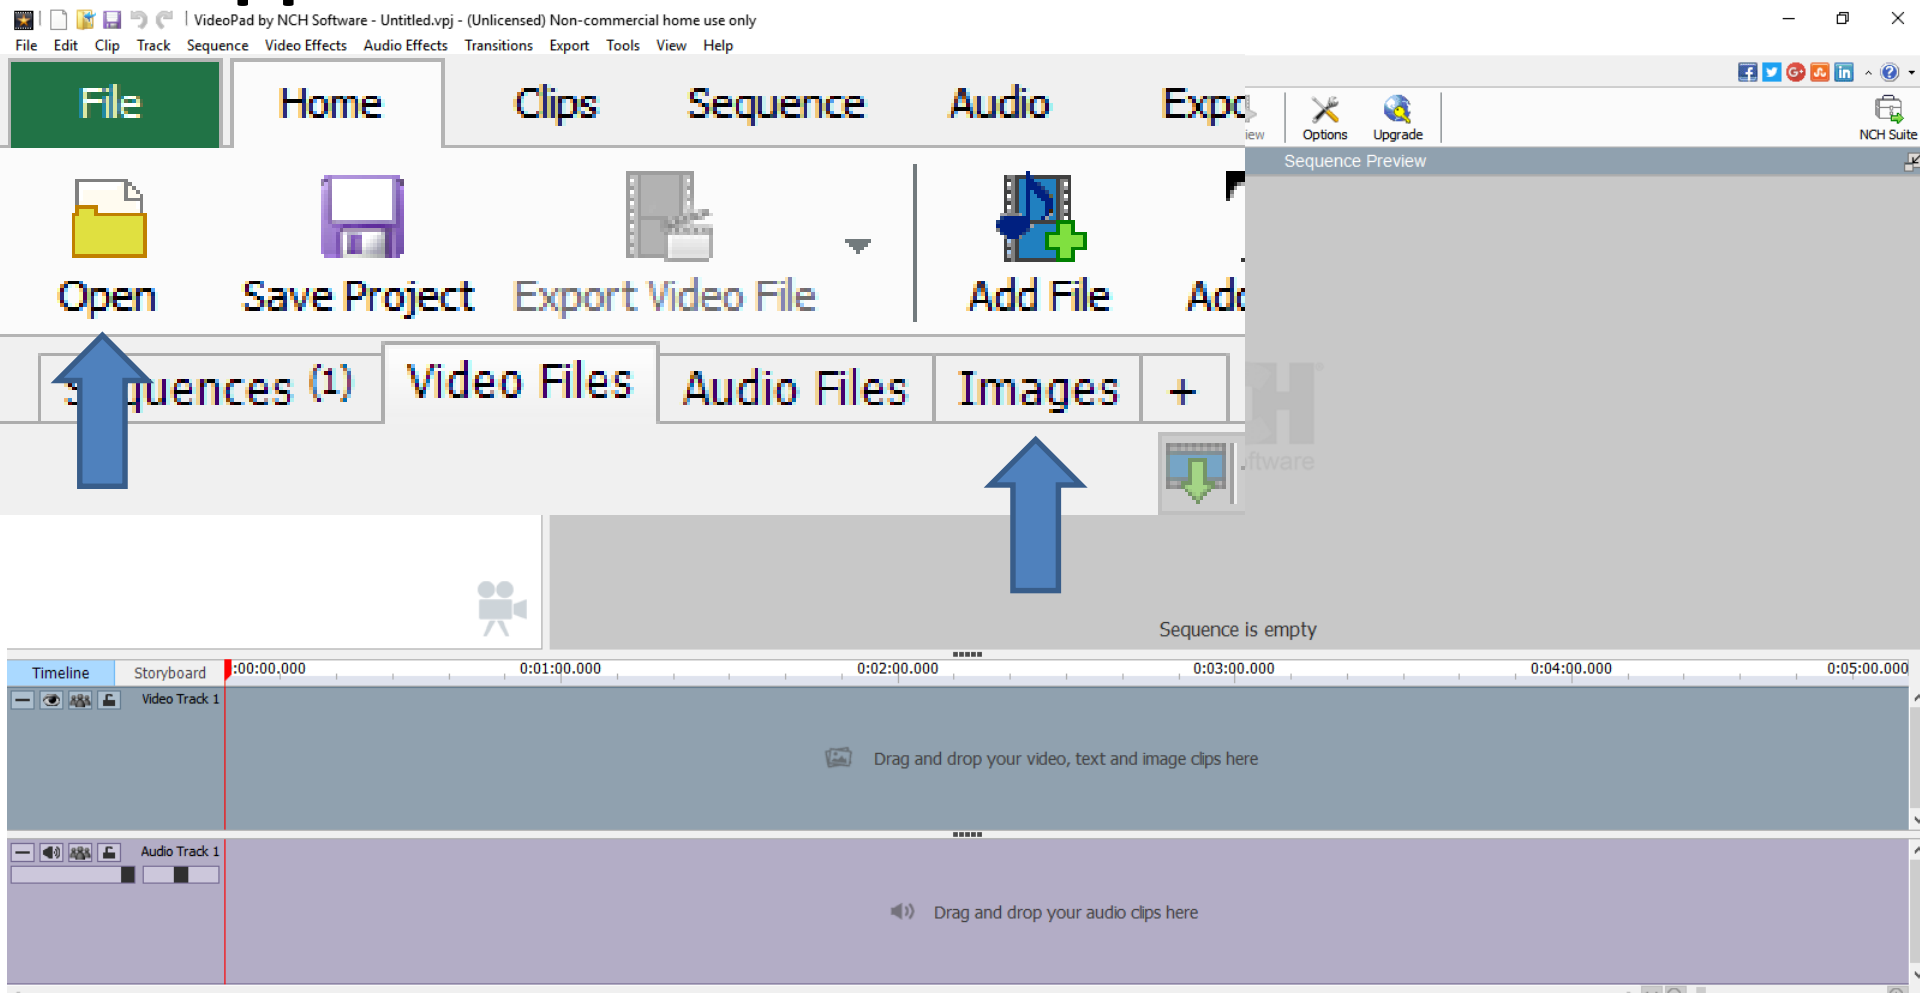 VideoPad by NCH Software - Untitled.vpj - (Unlicensed) Non-commercial home use only
File Edit Clip Track Sequence Video Effects Audio Effects Transitions Export Tools View Help
File Home Clips Sequence Audio
Options Upgrade NCH Suite
Sequence Preview
Open Save Project Export Video File Add File
(1) Video Files Audio Files Images +
Sequence is empty
Timeline Storyboard :00:00.000 0:01:00.000 0:02:00.000 0:03:00.000 0:04:00.000 0:05:00.000
Video Track 1
Drag and drop your video, text and image clips here
Audio Track 1
Drag and drop your audio clips here